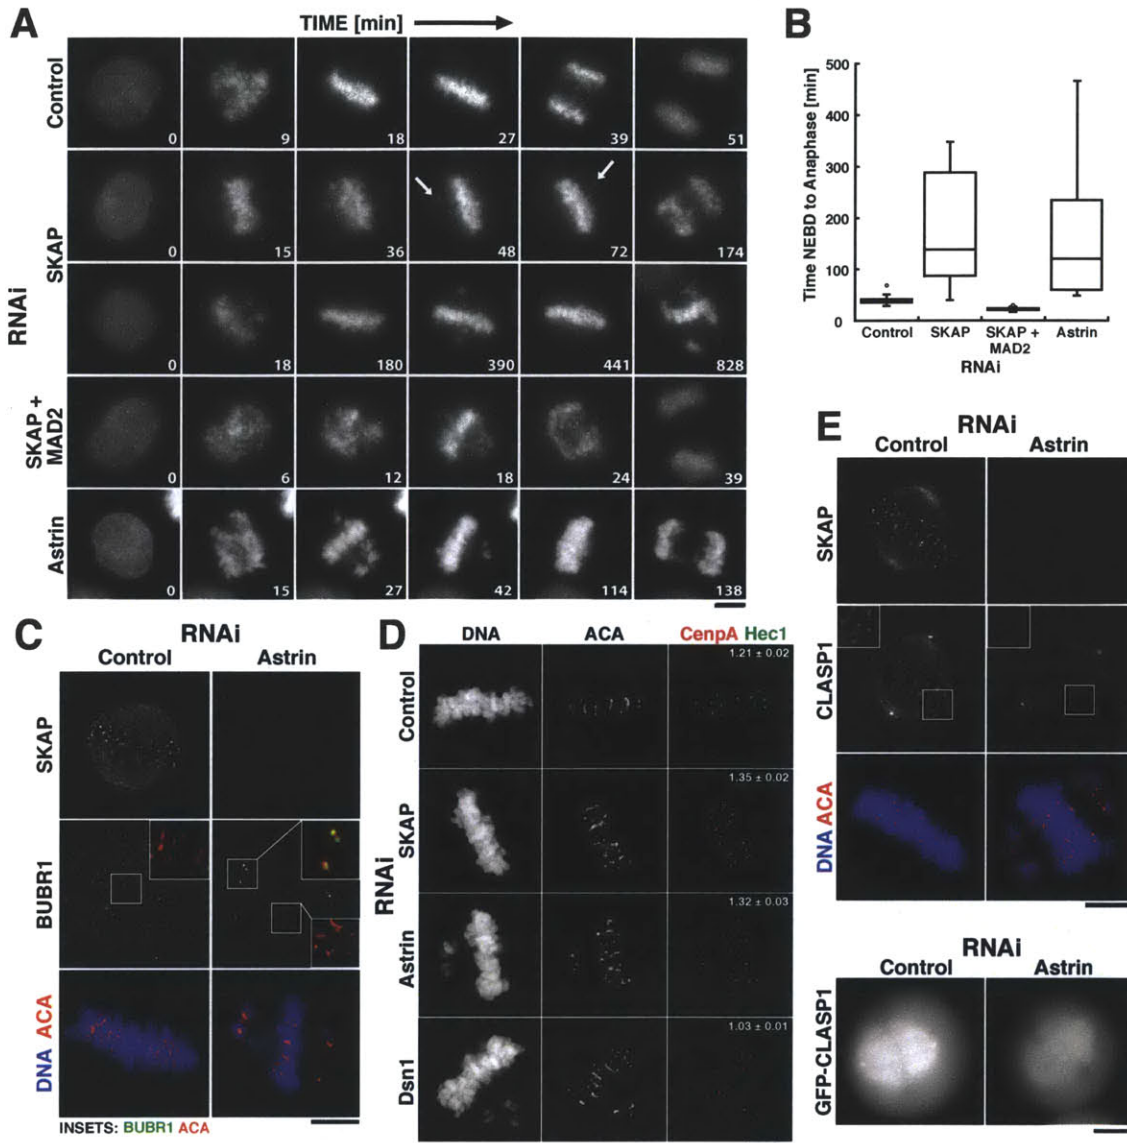 A
TIME [min]
RNAi
Control
0 9 18 27 39 51
SKAP
0 15 36 48 72 174
0 18 180 390 441 828
SKAP +
MAD2
0 6 12 18 24 39
Astrin
0 15 27 42 114 138
B
Time NEBD to Anaphase [min]
500
400
300
200
100
0
Control SKAP SKAP + Astrin
MAD2
RNAi
C
RNAi
Control Astrin
SKAP
BUBR1
DNA ACA
INSETS: BUBR1 ACA
D
DNA ACA CenpA Hec1
RNAi
Control
1.21 ± 0.02
SKAP
1.35 ± 0.02
Astrin
1.32 ± 0.03
Dsn1
1.03 ± 0.01
E
RNAi
Control Astrin
SKAP
CLASP1
DNA ACA
RNAi
Control Astrin
GFP-CLASP1